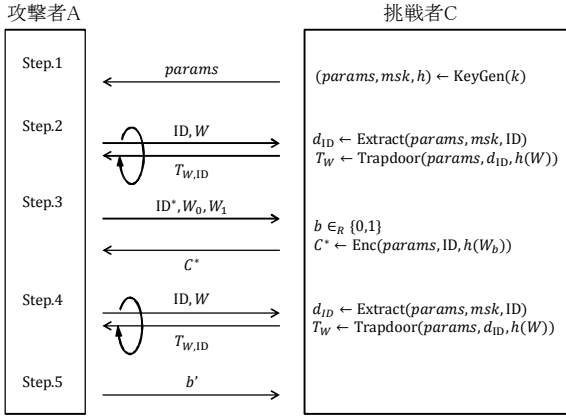 攻撃者A 挑戦者C
Step.1
params
(params, msk, h) ← KeyGen(k)
Step.2
ID, W
d_ID ← Extract(params, msk, ID)
T_W ← Trapdoor(params, d_ID, h(W))
T_W,ID
Step.3
ID*, W_0, W_1
b ∈_R {0,1}
C* ← Enc(params, ID, h(W_b))
C*
Step.4
ID, W
d_ID ← Extract(params, msk, ID)
T_W ← Trapdoor(params, d_ID, h(W))
T_W,ID
Step.5
b'